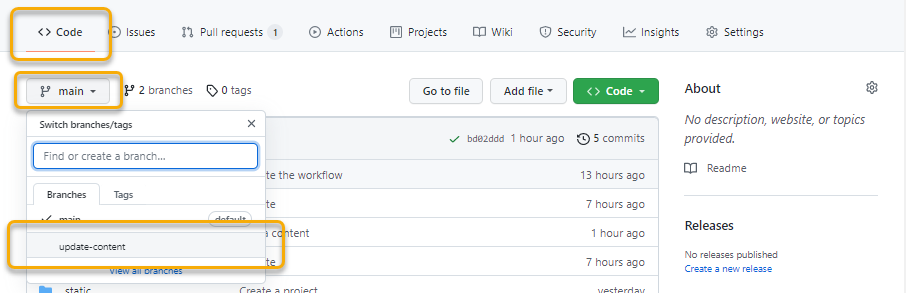 Code Issues Pull requests 1 Actions Projects Wiki Security Insights Settings
main 2 branches 0 tags Go to file Add file Code About
Switch branches/tags
Find or create a branch...
bd02ddd 1 hour ago 5 commits
No description, website, or topics
provided.
Branches Tags
te the workflow 13 hours ago
Readme
main default
te 7 hours ago
update-content
content 1 hour ago
Releases
View all branches
te 7 hours ago
No releases published
Create a new release
static Create a project yesterday